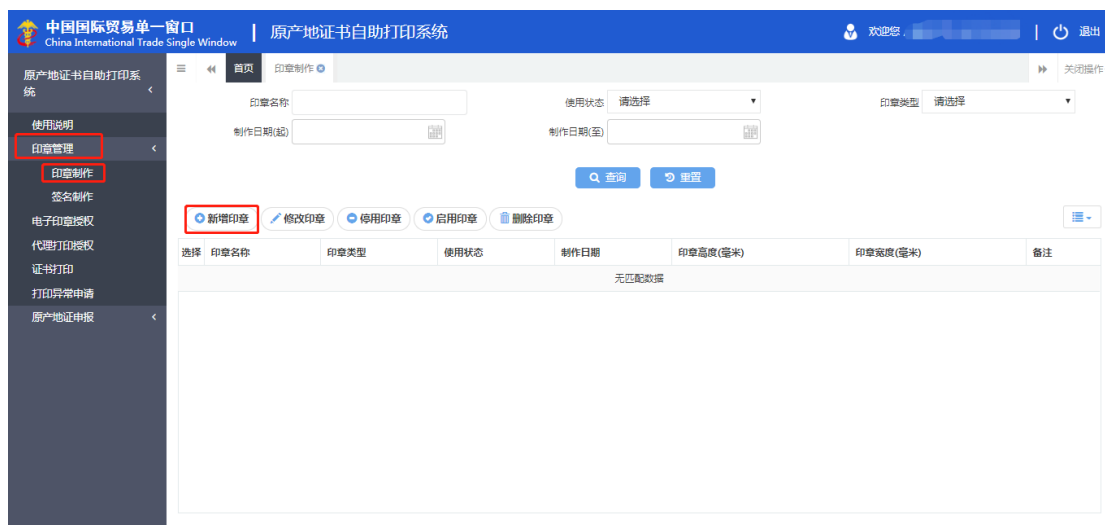 中国国际贸易单一窗口
China International Trade Single Window
原产地证书自助打印系统
欢迎您
退出
原产地证书自助打印系
统
使用说明
印章管理
印章制作
签名制作
电子印章授权
代理打印授权
证书打印
打印异常申请
原产地证申报
首页 印章制作 关闭操作
印章名称 使用状态 请选择 印章类型 请选择
制作日期(起) 制作日期(至)
查询 重置
新增印章 修改印章 停用印章 启用印章 删除印章
选择 印章名称 印章类型 使用状态 制作日期 印章高度(毫米) 印章宽度(毫米) 备注
无匹配数据